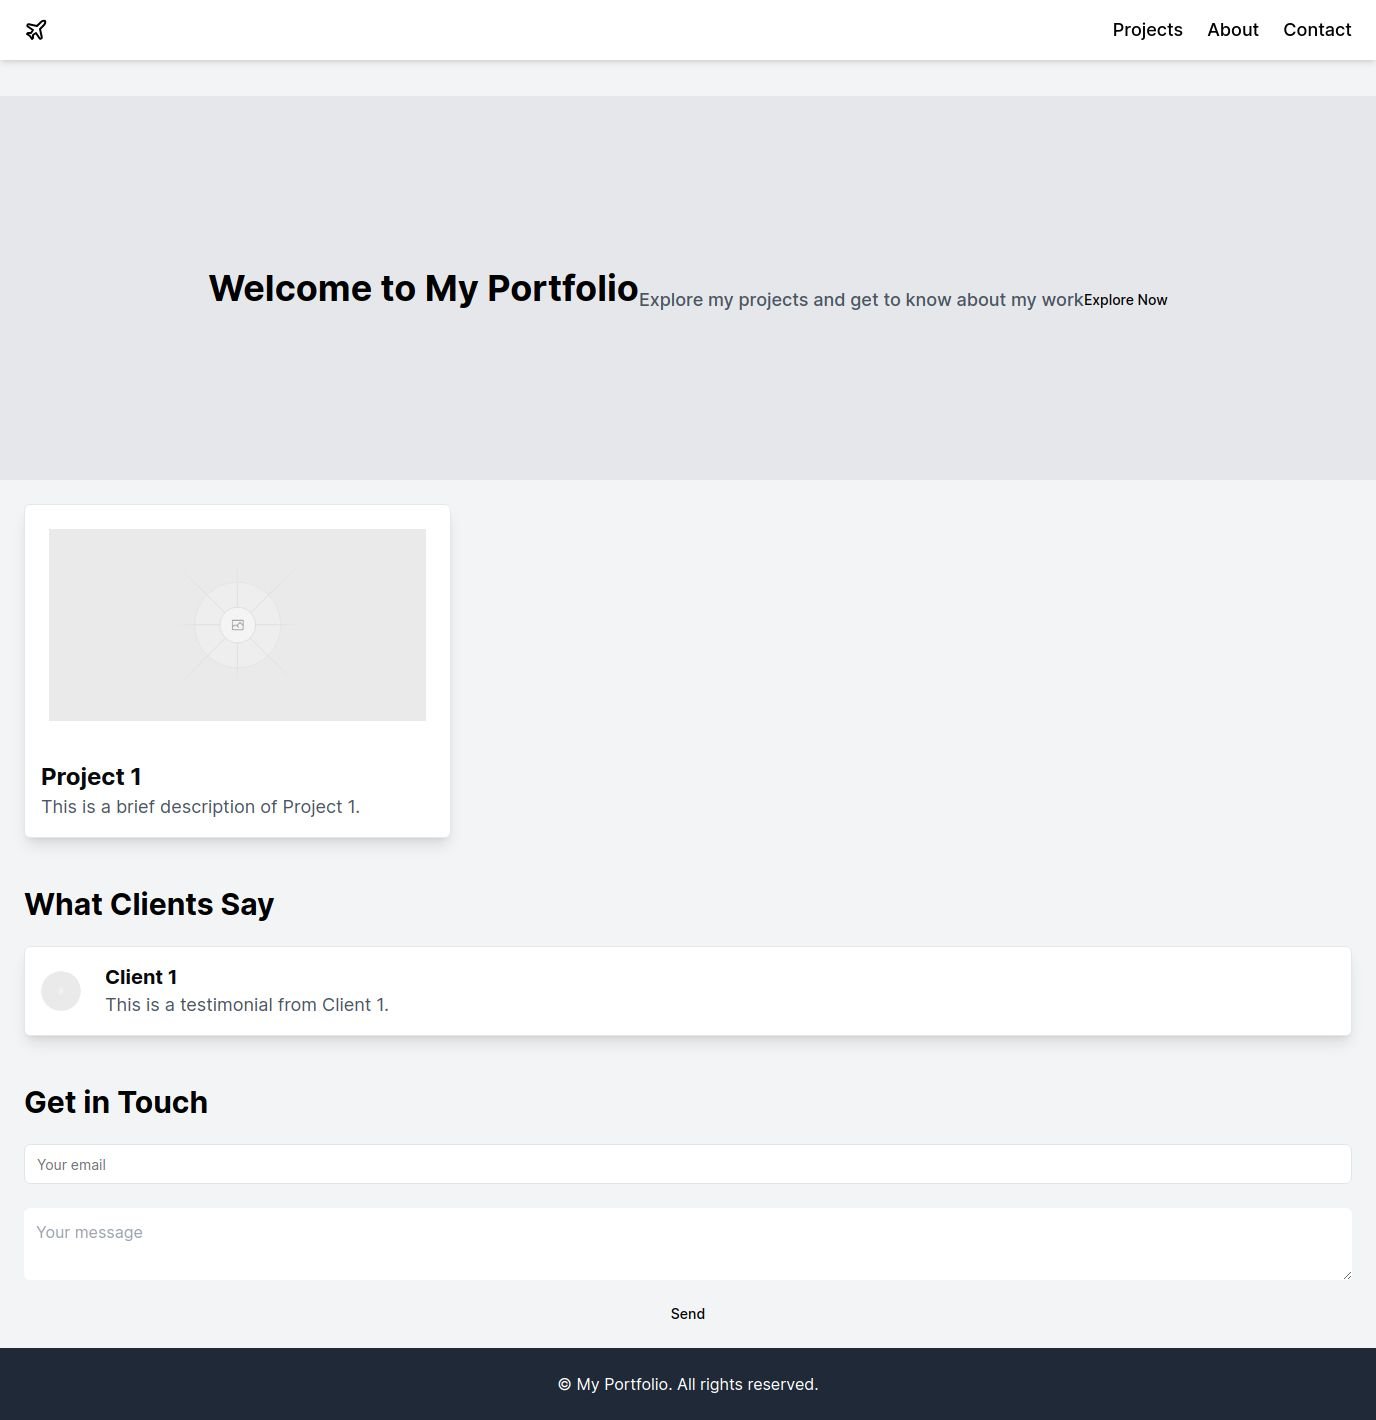 Projects About Contact
Welcome to My Portfolio Explore my projects and get to know about my work Explore Now
Project 1
This is a brief description of Project 1.
What Clients Say
Client 1
This is a testimonial from Client 1.
Get in Touch
Your email
Your message
Send
© My Portfolio. All rights reserved.